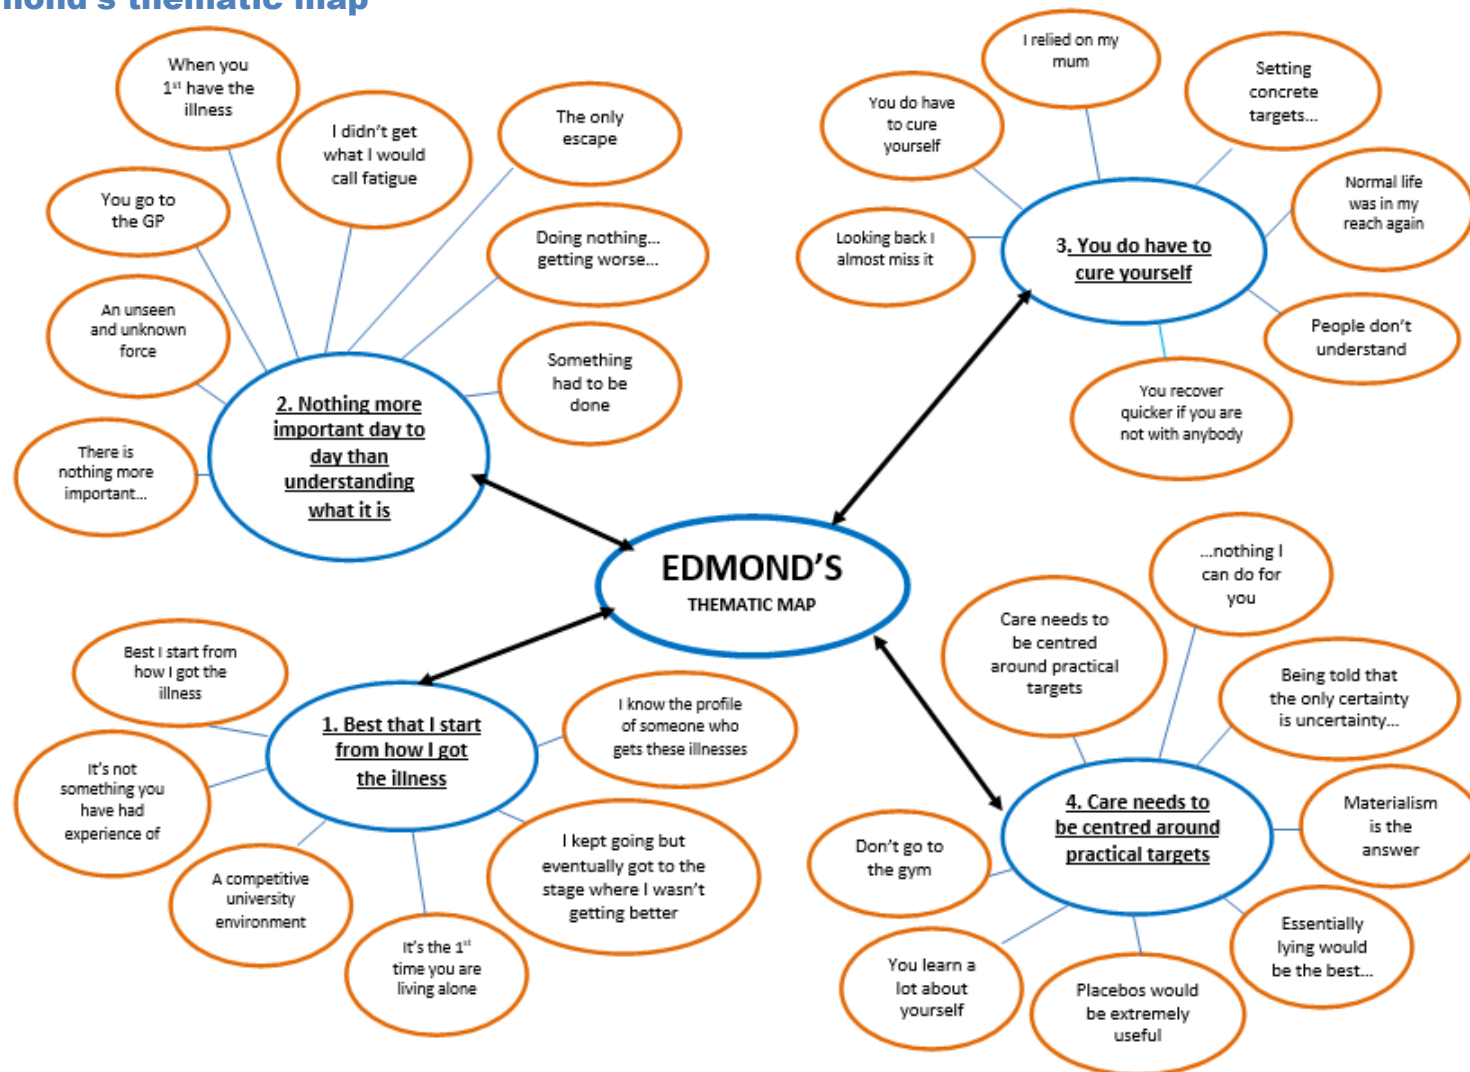 mond's thematic map
When you
1st have the
illness
I didn't get
what I would
call fatigue
The only
escape
You go to
the GP
Doing nothing…
getting worse…
An unseen
and unknown
force
Something
had to be
done
There is
nothing more
important…
2. Nothing more
important day to
day than
understanding
what it is
I relied on my
mum
Setting
concrete
targets…
You do have
to cure
yourself
Normal life
was in my
reach again
Looking back I
almost miss it
3. You do have to
cure yourself
People don't
understand
You recover
quicker if you are
not with anybody
EDMOND'S
THEMATIC MAP
Best I start from
how I got the
illness
1. Best that I start
from how I got
the illness
I know the profile
of someone who
gets these illnesses
It's not
something you
have had
experience of
A competitive
university
environment
It's the 1st
time you are
living alone
I kept going but
eventually got to the
stage where I wasn't
getting better
…nothing I
can do for
you
Care needs to
be centred
around practical
targets
Being told that
the only certainty
is uncertainty…
4. Care needs to
be centred around
practical targets
Materialism
is the
answer
Don't go to
the gym
Essentially
lying would
be the best…
You learn a
lot about
yourself
Placebos would
be extremely
useful